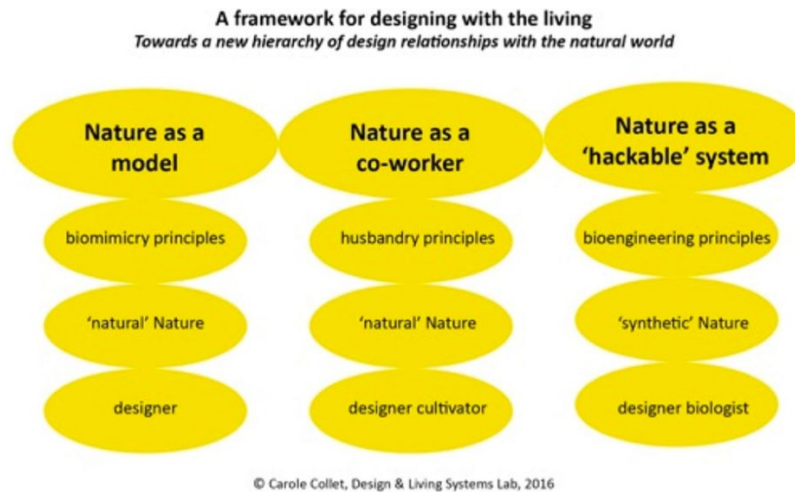 A framework for designing with the living
Towards a new hierarchy of design relationships with the natural world
Nature as a
model
Nature as a
co-worker
Nature as a
‘hackable’ system
biomimicry principles
husbandry principles
bioengineering principles
‘natural’ Nature
‘natural’ Nature
‘synthetic’ Nature
designer
designer cultivator
designer biologist
© Carole Collet, Design & Living Systems Lab, 2016